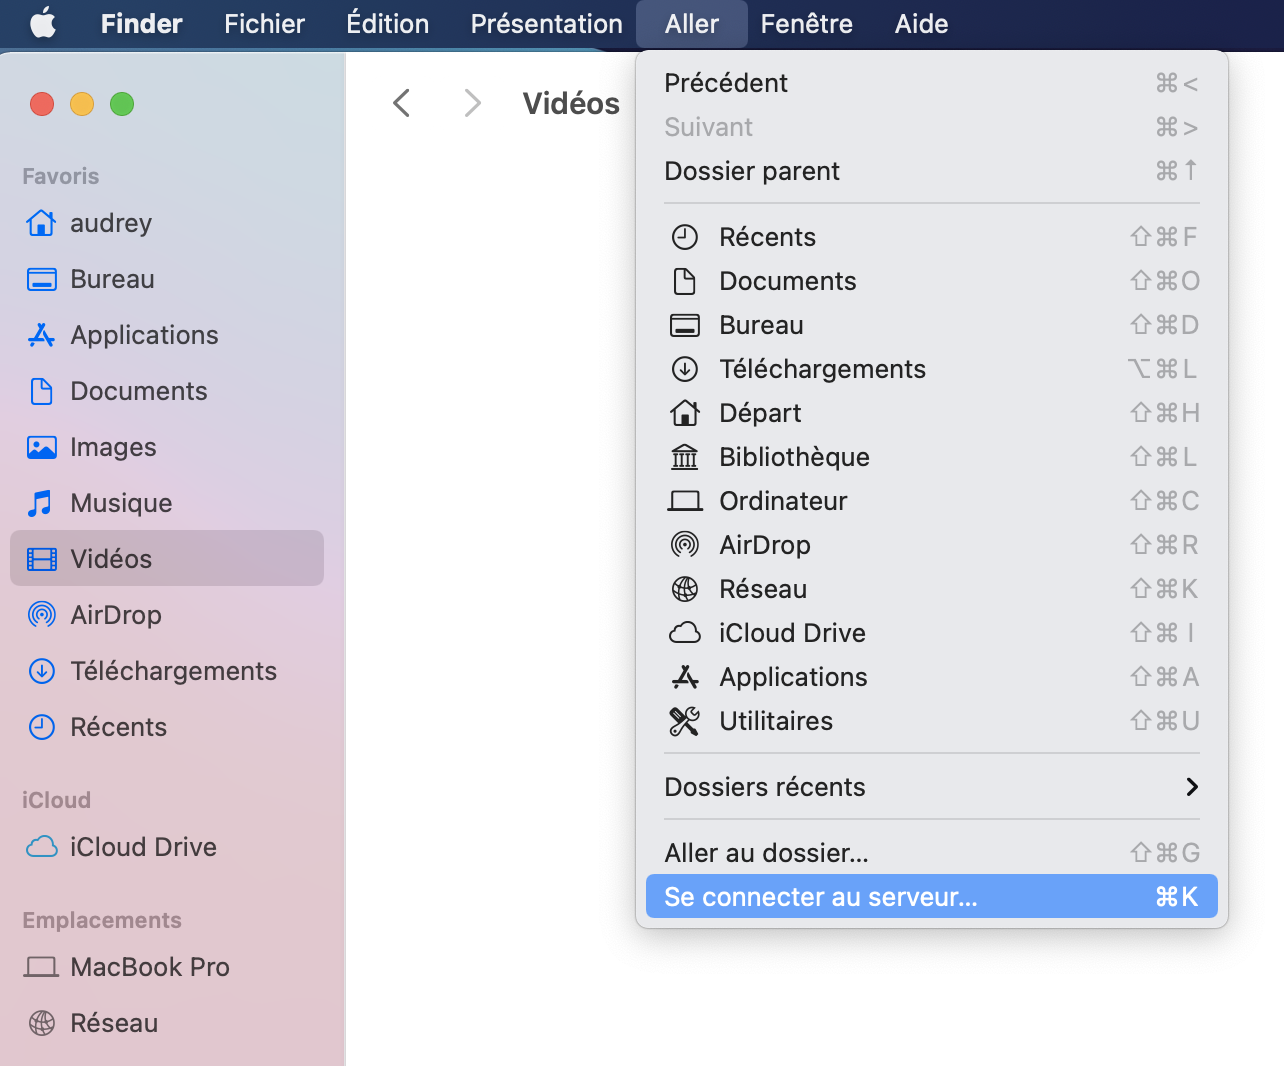 Finder Fichier Édition Présentation Aller Fenêtre Aide
Favoris
audrey
Bureau
Applications
Documents
Images
Musique
Vidéos
AirDrop
Téléchargements
Récents
iCloud
iCloud Drive
Emplacements
MacBook Pro
Réseau
Vidéos
Précédent ⌘<
Suivant ⌘>
Dossier parent ⌘↑
Récents ⇧⌘F
Documents ⇧⌘O
Bureau ⇧⌘D
Téléchargements ⌥⌘L
Départ ⇧⌘H
Bibliothèque ⇧⌘L
Ordinateur ⇧⌘C
AirDrop ⇧⌘R
Réseau ⇧⌘K
iCloud Drive ⇧⌘I
Applications ⇧⌘A
Utilitaires ⇧⌘U
Dossiers récents
Aller au dossier... ⇧⌘G
Se connecter au serveur... ⌘K